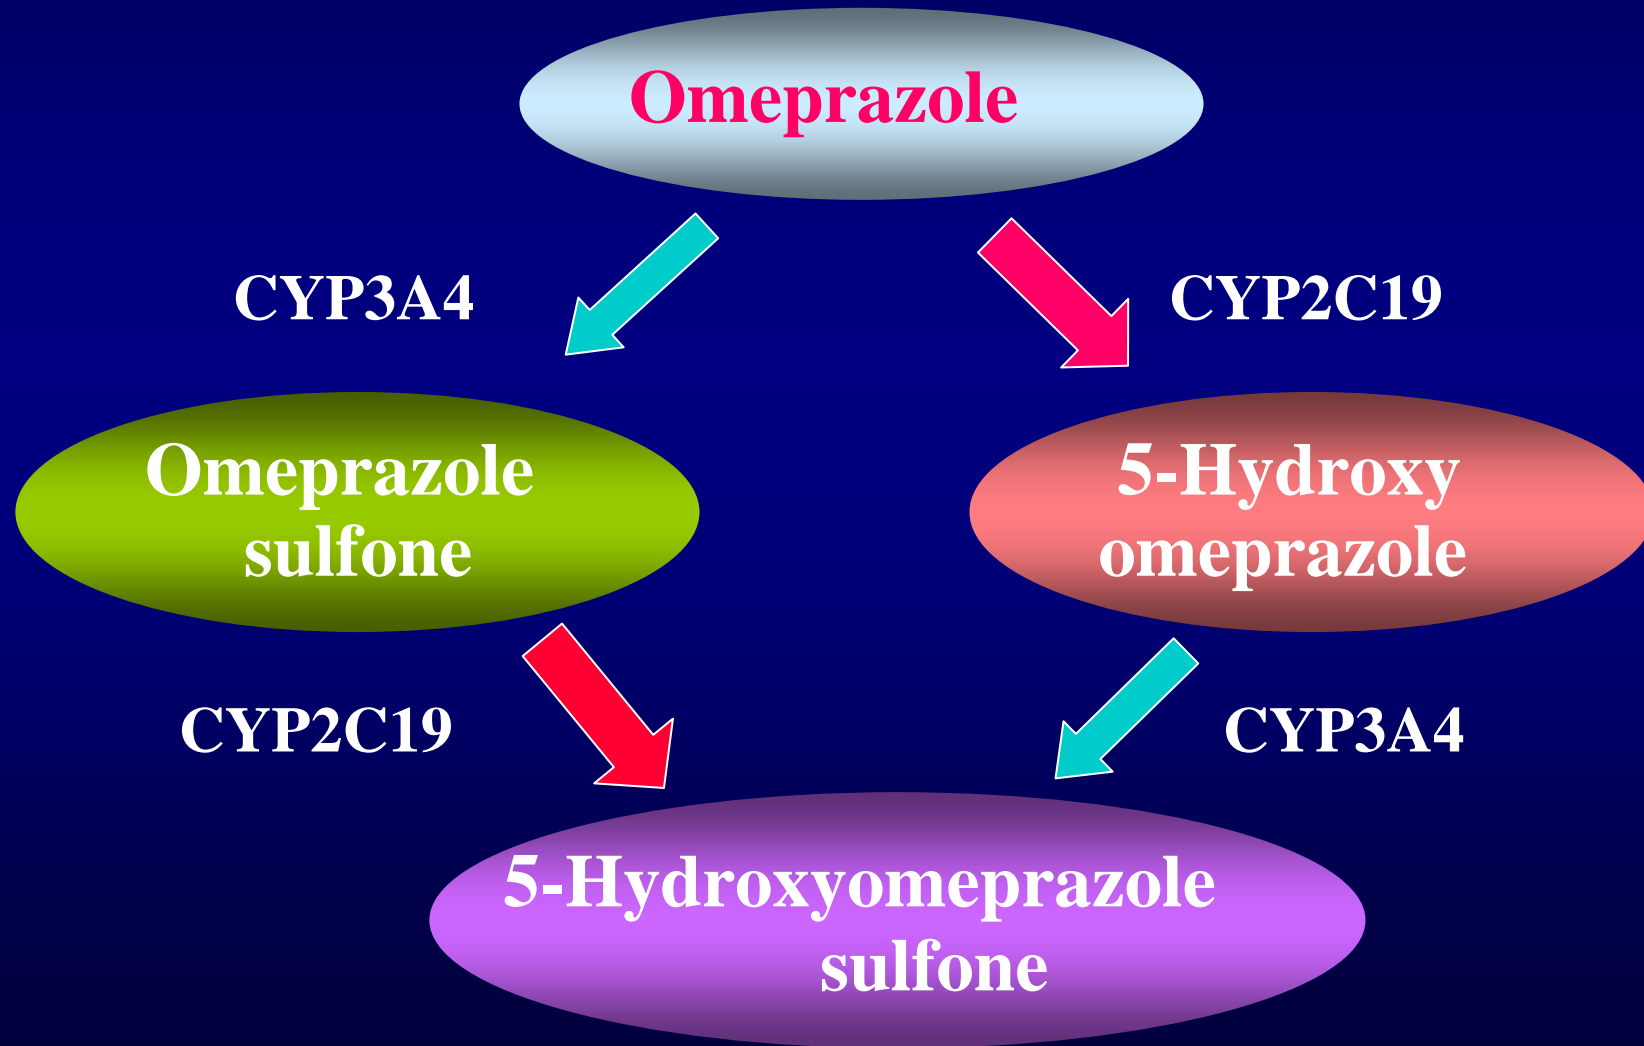 Omeprazole
CYP3A4
CYP2C19
Omeprazole
sulfone
5-Hydroxy
omeprazole
CYP2C19
CYP3A4
5-Hydroxyomeprazole
sulfone